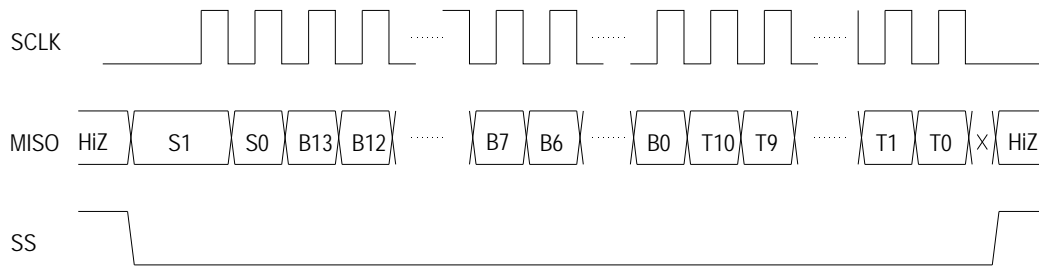 SCLK
MISO HiZ S1 S0 B13 B12 ........ B7 B6 ........ B0 T10 T9 ........ T1 T0 X HiZ
SS